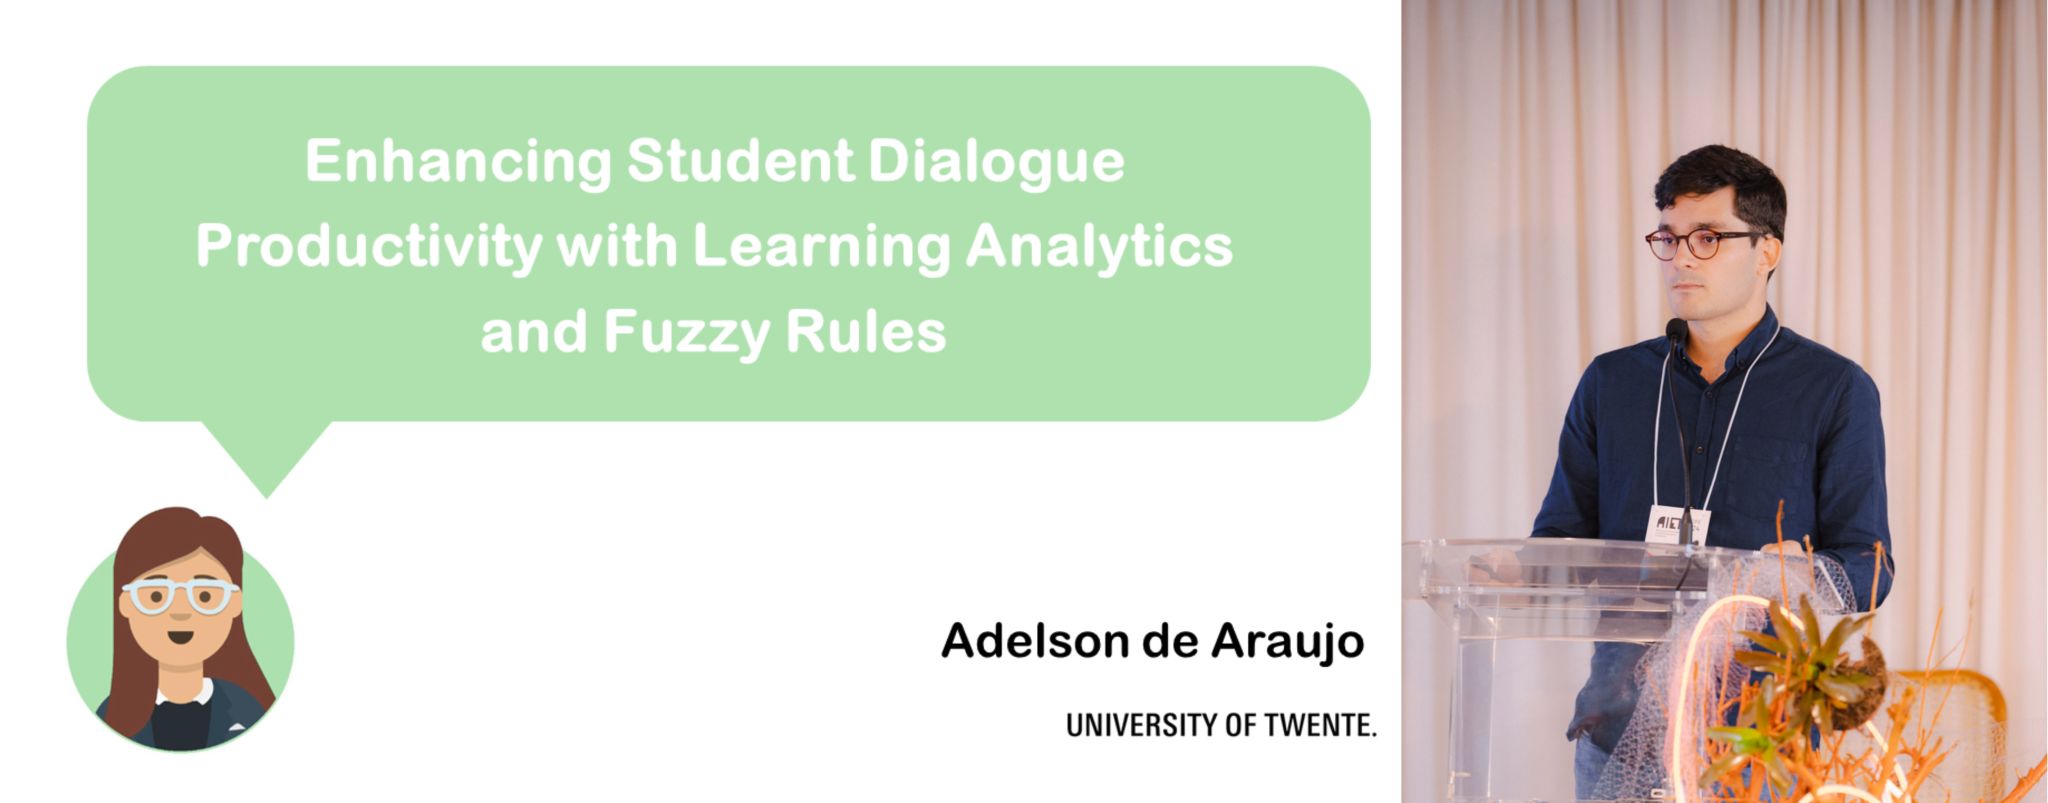 Enhancing Student Dialogue
Productivity with Learning Analytics
and Fuzzy Rules
Adelson de Araujo
UNIVERSITY OF TWENTE.